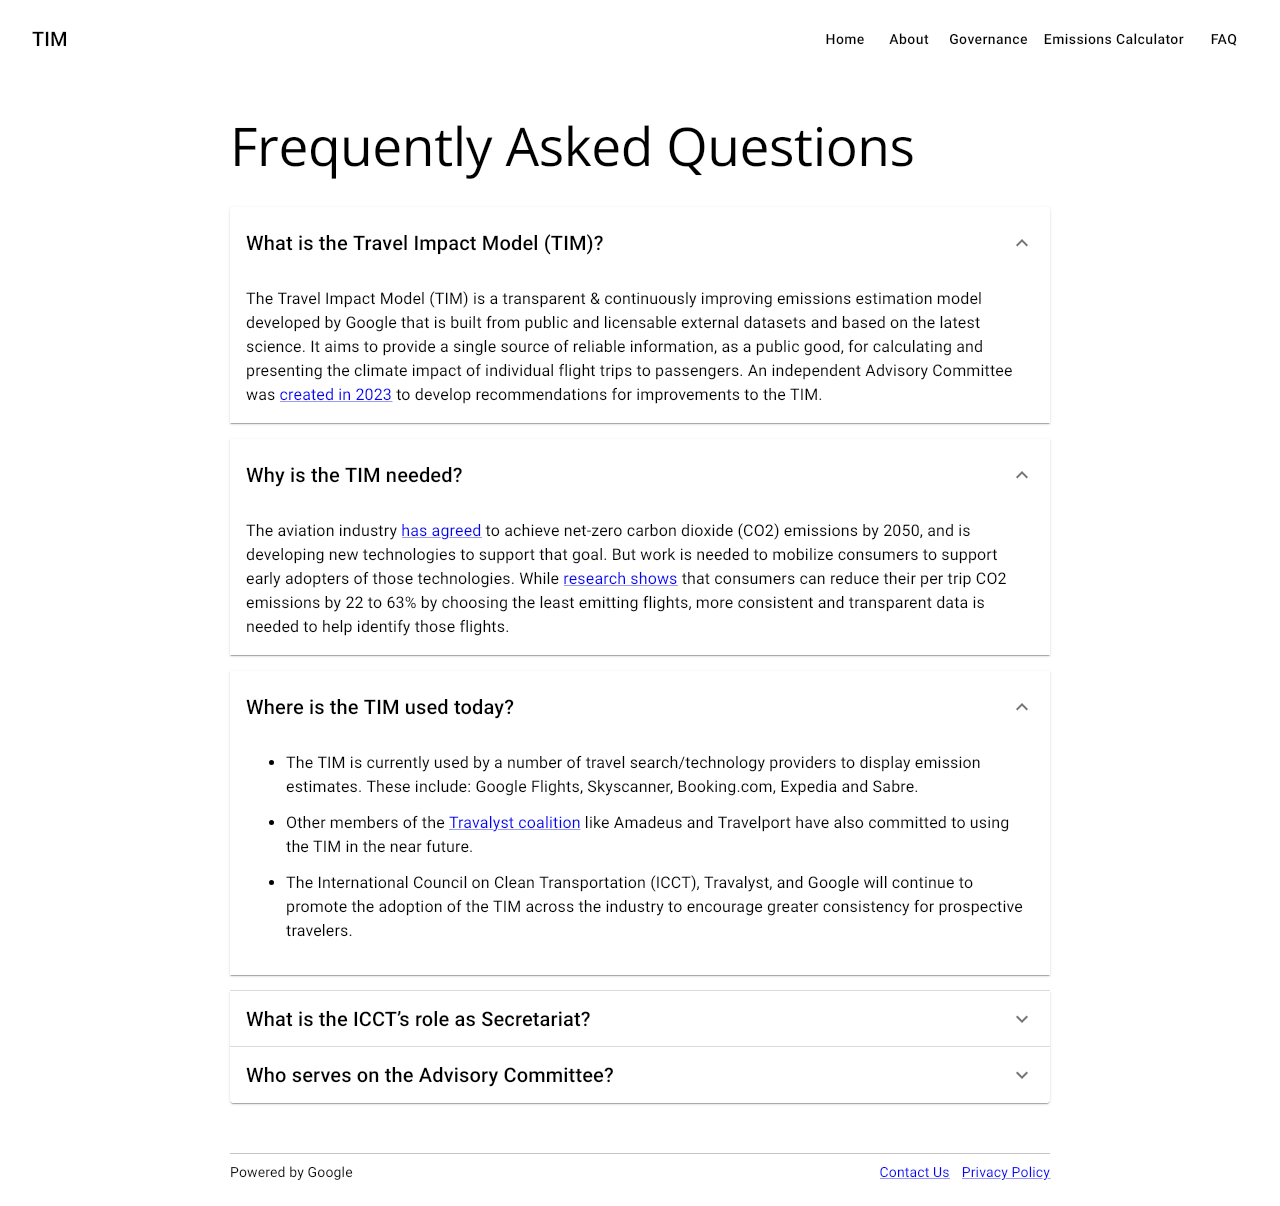 TIM
Home About Governance Emissions Calculator FAQ
Frequently Asked Questions
What is the Travel Impact Model (TIM)?
The Travel Impact Model (TIM) is a transparent & continuously improving emissions estimation model
developed by Google that is built from public and licensable external datasets and based on the latest
science. It aims to provide a single source of reliable information, as a public good, for calculating and
presenting the climate impact of individual flight trips to passengers. An independent Advisory Committee
was created in 2023 to develop recommendations for improvements to the TIM.
Why is the TIM needed?
The aviation industry has agreed to achieve net-zero carbon dioxide (CO2) emissions by 2050, and is
developing new technologies to support that goal. But work is needed to mobilize consumers to support
early adopters of those technologies. While research shows that consumers can reduce their per trip CO2
emissions by 22 to 63% by choosing the least emitting flights, more consistent and transparent data is
needed to help identify those flights.
Where is the TIM used today?
• The TIM is currently used by a number of travel search/technology providers to display emission
estimates. These include: Google Flights, Skyscanner, Booking.com, Expedia and Sabre.
• Other members of the Travalyst coalition like Amadeus and Travelport have also committed to using
the TIM in the near future.
• The International Council on Clean Transportation (ICCT), Travalyst, and Google will continue to
promote the adoption of the TIM across the industry to encourage greater consistency for prospective
travelers.
What is the ICCT’s role as Secretariat?
Who serves on the Advisory Committee?
Powered by Google
Contact Us Privacy Policy